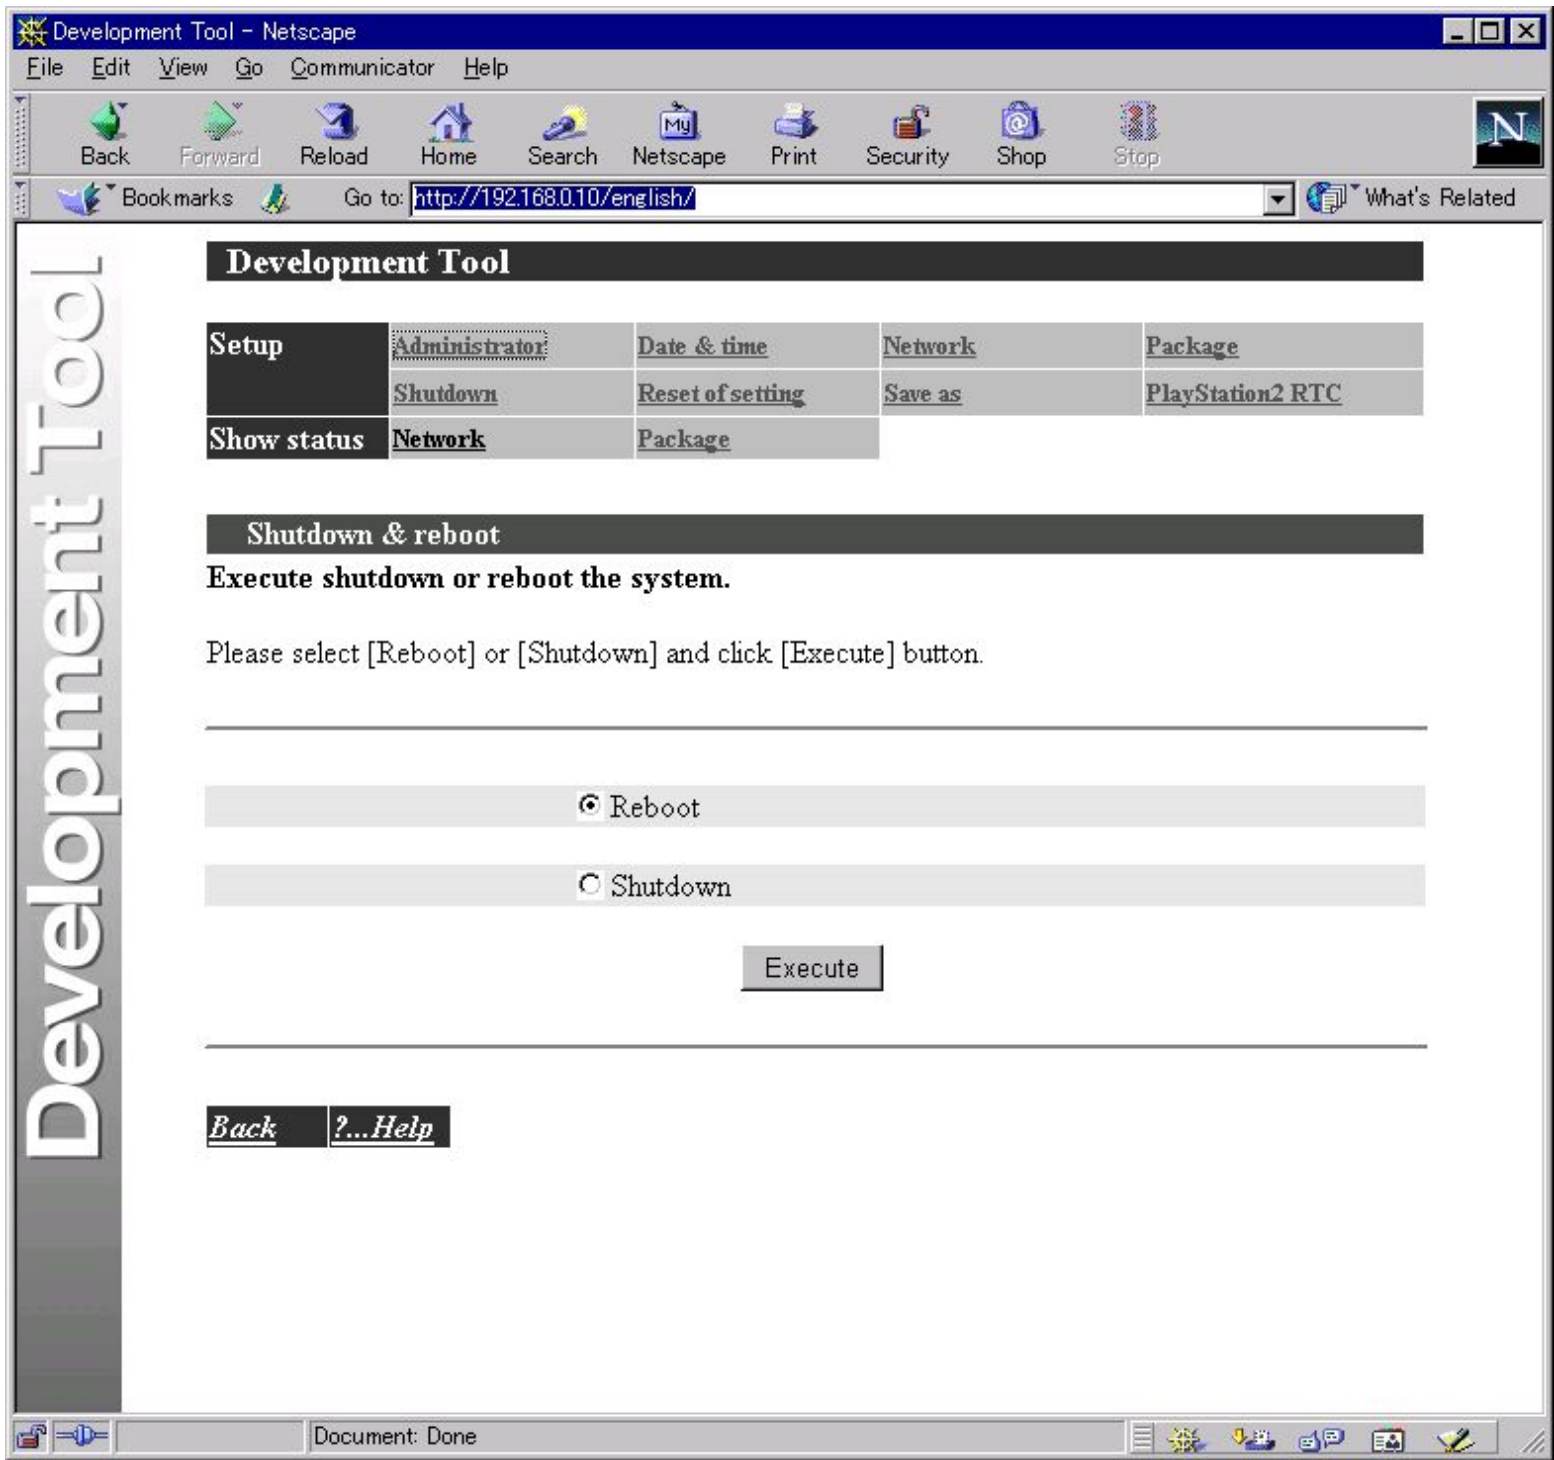 Development Tool - Netscape
File Edit View Go Communicator Help
My N
Back Forward Reload Home Search Netscape Print Security Shop Stop
Bookmarks Go to: http://192.168.0.10/english/ What's Related
Development Tool
Development Tool
Setup Administrator Date & time Network Package
Shutdown Reset of setting Save as PlayStation2 RTC
Show status Network Package
Shutdown & reboot
Execute shutdown or reboot the system.
Please select [Reboot] or [Shutdown] and click [Execute] button.
Reboot
Shutdown
Execute
Back ?...Help
Document: Done